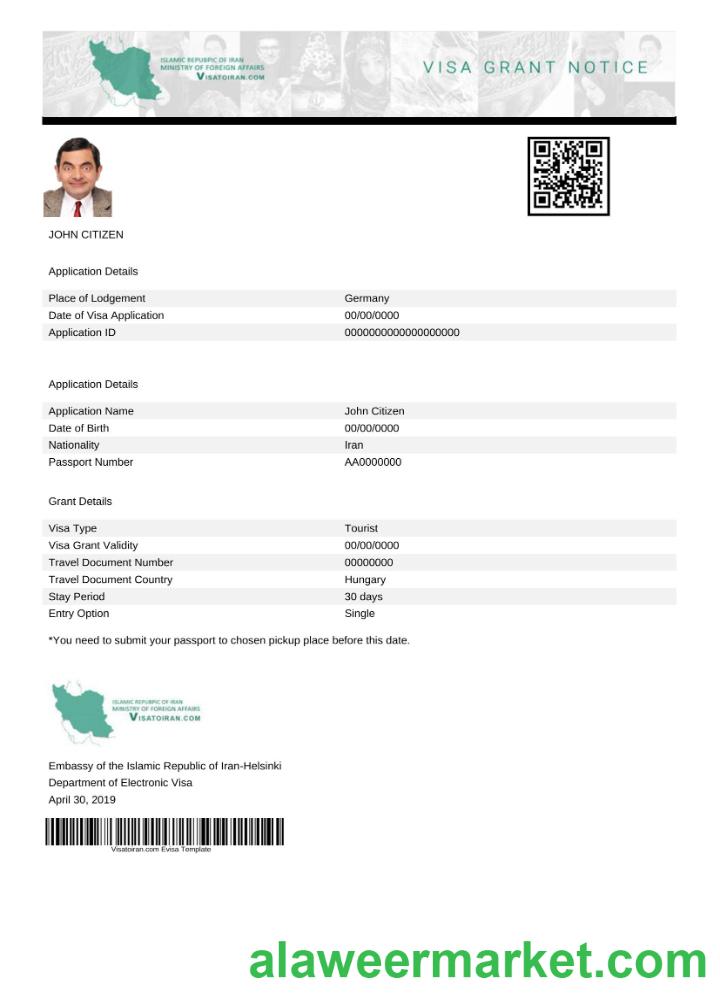 ISLAMIC REPUBPIC OF IRAN
MINISTRY OF FOREIGN AFFAIRS
VISATOIRAN.COM
VISA GRANT NOTICE
JOHN CITIZEN
Application Details
Place of Lodgement Germany
Date of Visa Application 00/00/0000
Application ID 0000000000000000000
Application Details
Application Name John Citizen
Date of Birth 00/00/0000
Nationality Iran
Passport Number AA0000000
Grant Details
Visa Type Tourist
Visa Grant Validity 00/00/0000
Travel Document Number 00000000
Travel Document Country Hungary
Stay Period 30 days
Entry Option Single
*You need to submit your passport to chosen pickup place before this date.
ISLAMIC REPUBPIC OF IRAN
MINISTRY OF FOREIGN AFFAIRS
VISATOIRAN.COM
Embassy of the Islamic Republic of Iran-Helsinki
Department of Electronic Visa
April 30, 2019
Visatoiran.com Evisa Template
alaweermarket.com